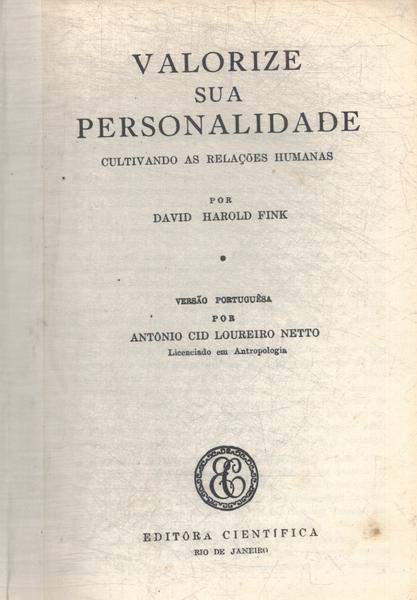 VALORIZE
SUA
PERSONALIDADE
CULTIVANDO AS RELAÇÕES HUMANAS
POR
DAVID HAROLD FINK
VERSÃO PORTUGUÊSA
POR
ANTÔNIO CID LOUREIRO NETTO
Licenciado em Antropologia
EC
EDITÔRA CIENTÍFICA
RIO DE JANEIRO